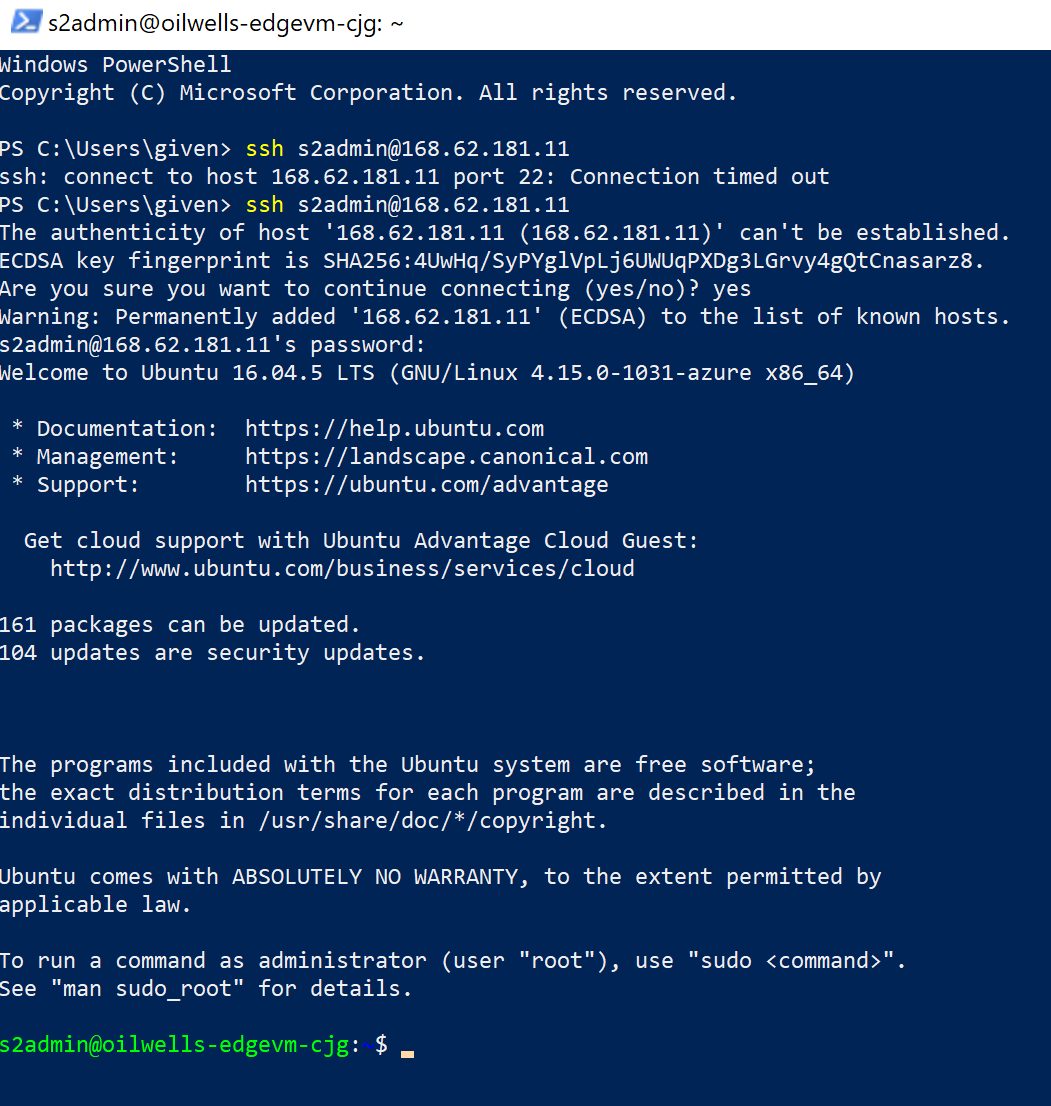 s2admin@oilwells-edgevm-cjg: ~
Windows PowerShell
Copyright (C) Microsoft Corporation. All rights reserved.
PS C:\Users\given> ssh s2admin@168.62.181.11
ssh: connect to host 168.62.181.11 port 22: Connection timed out
PS C:\Users\given> ssh s2admin@168.62.181.11
The authenticity of host '168.62.181.11 (168.62.181.11)' can't be established.
ECDSA key fingerprint is SHA256:4UwHq/SyPYglVpLj6UWUqPXDg3LGrvy4gQtCnasarz8.
Are you sure you want to continue connecting (yes/no)? yes
Warning: Permanently added '168.62.181.11' (ECDSA) to the list of known hosts.
s2admin@168.62.181.11's password:
Welcome to Ubuntu 16.04.5 LTS (GNU/Linux 4.15.0-1031-azure x86_64)
* Documentation:  https://help.ubuntu.com
* Management:     https://landscape.canonical.com
* Support:        https://ubuntu.com/advantage
Get cloud support with Ubuntu Advantage Cloud Guest:
http://www.ubuntu.com/business/services/cloud
161 packages can be updated.
104 updates are security updates.
The programs included with the Ubuntu system are free software;
the exact distribution terms for each program are described in the
individual files in /usr/share/doc/*/copyright.
Ubuntu comes with ABSOLUTELY NO WARRANTY, to the extent permitted by
applicable law.
To run a command as administrator (user "root"), use "sudo <command>".
See "man sudo_root" for details.
s2admin@oilwells-edgevm-cjg:~$